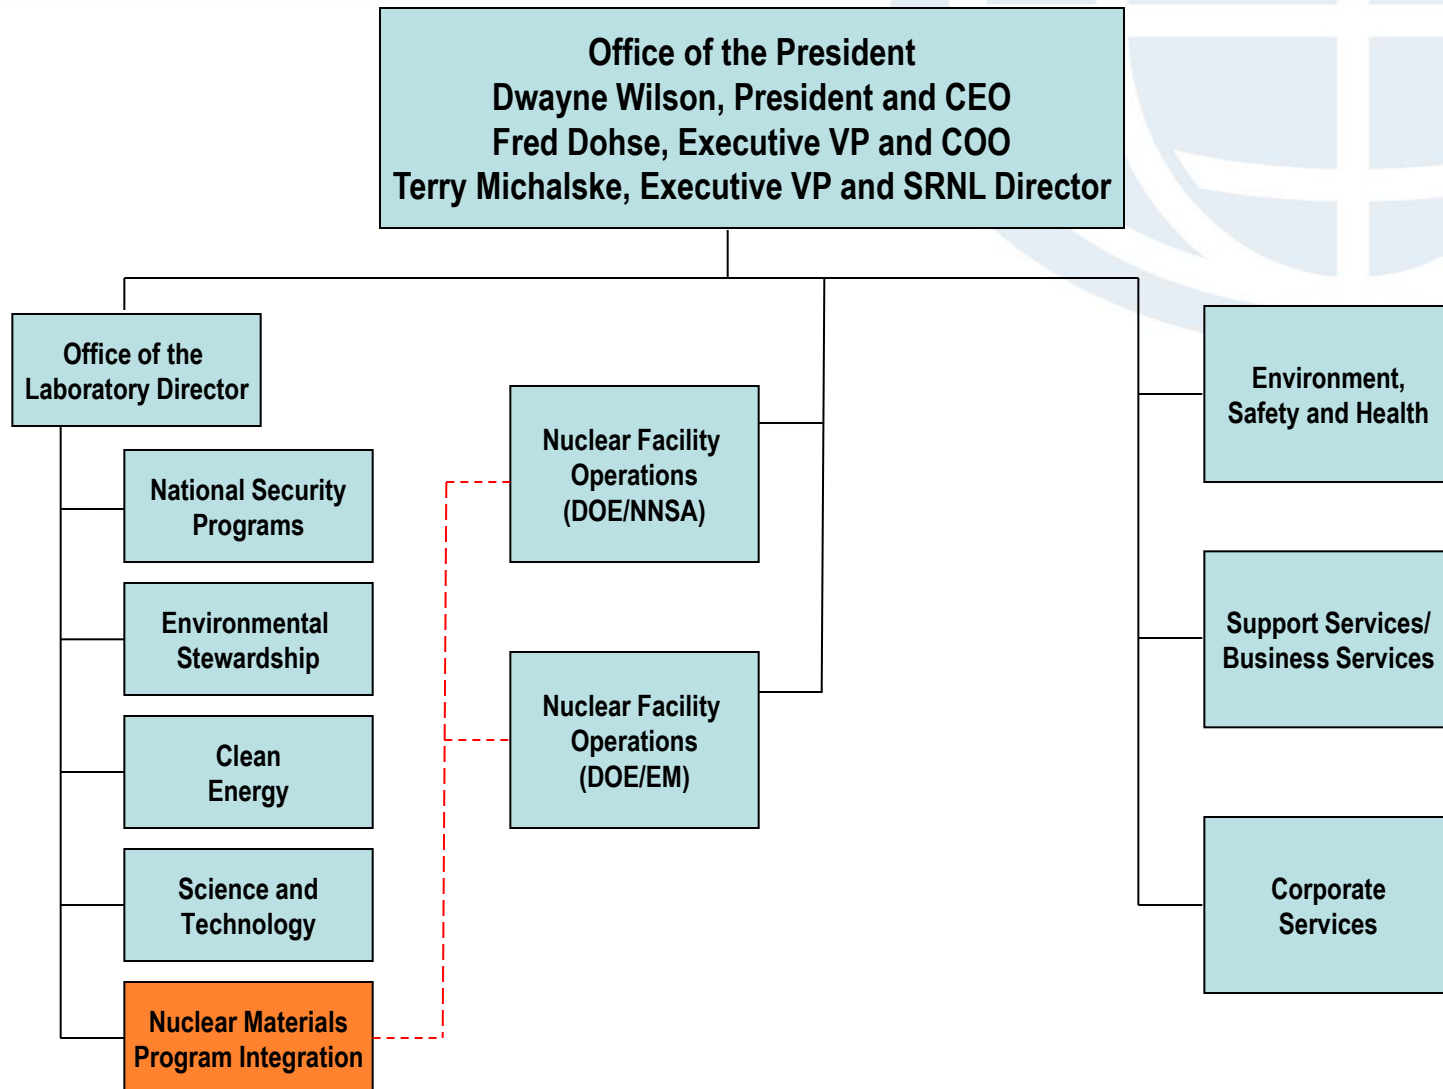 Office of the President
Dwayne Wilson, President and CEO
Fred Dohse, Executive VP and COO
Terry Michalske, Executive VP and SRNL Director
Office of the
Laboratory Director
National Security
Programs
Environmental
Stewardship
Clean
Energy
Science and
Technology
Nuclear Materials
Program Integration
Nuclear Facility
Operations
(DOE/NNSA)
Nuclear Facility
Operations
(DOE/EM)
Environment,
Safety and Health
Support Services/
Business Services
Corporate
Services